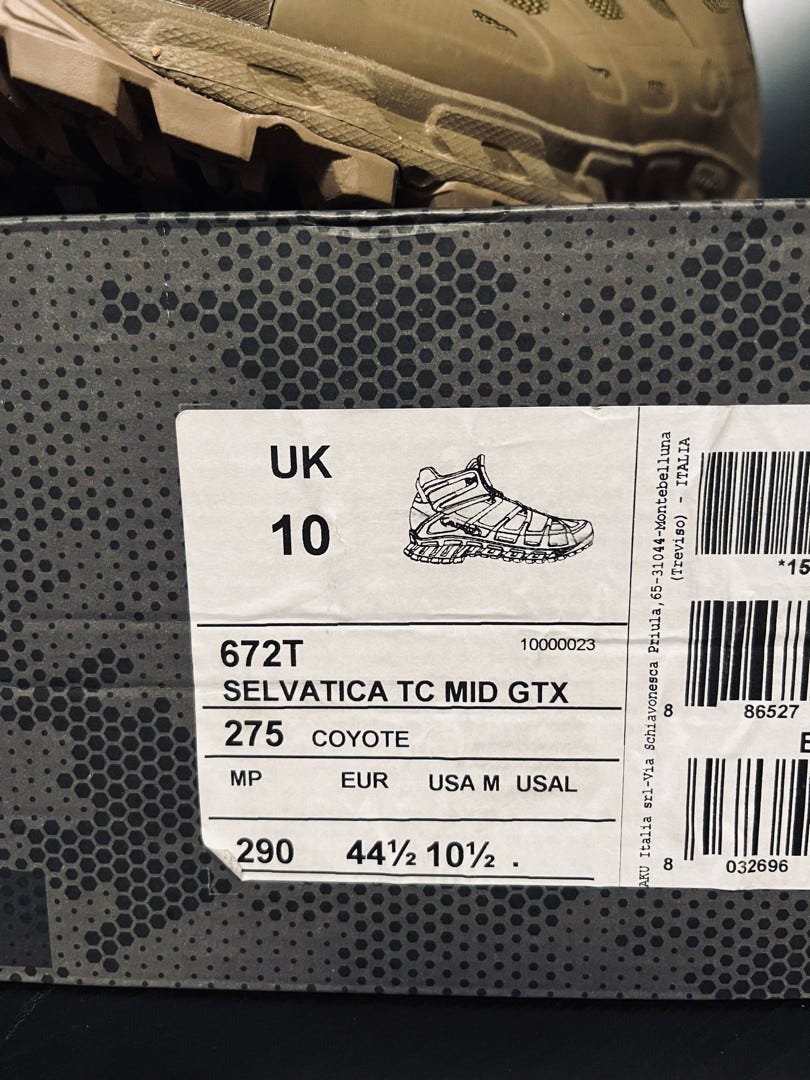 UK
10
672T
10000023
SELVATICA TC MID GTX
275 COYOTE
MP EUR USA M USAL
290 44½ 10½ .
AKU Italia srl-Via Schiavonesca Priula,65-31044-Montebelluna
(Treviso) - ITALIA
*15
8 86527
8 032696